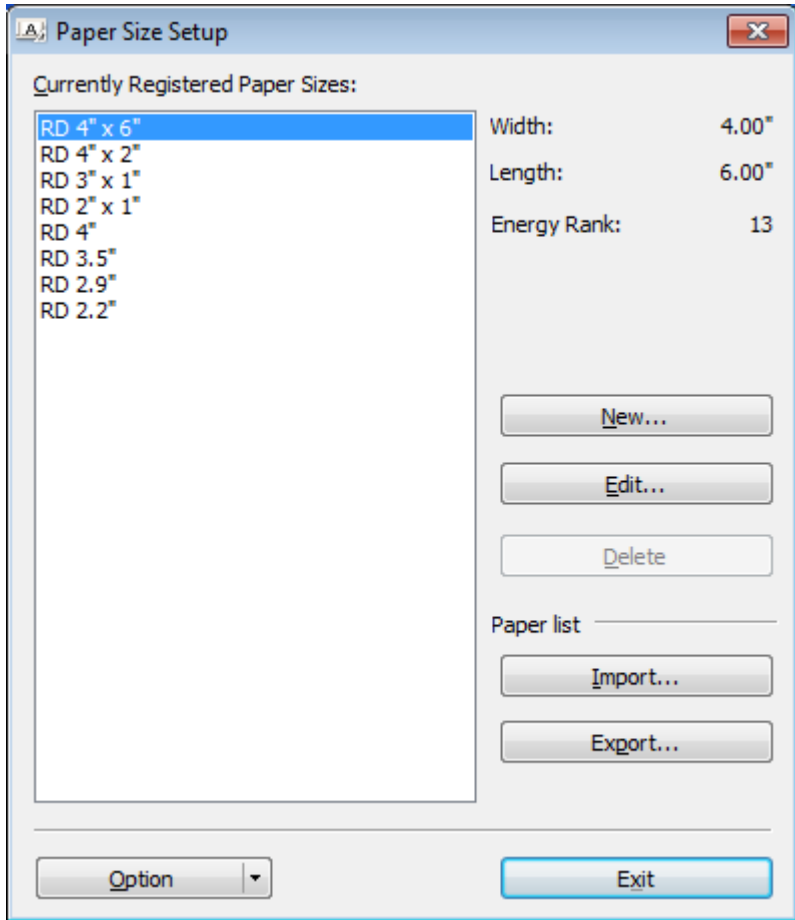 Paper Size Setup
Currently Registered Paper Sizes:
RD 4" x 6"
RD 4" x 2"
RD 3" x 1"
RD 2" x 1"
RD 4"
RD 3.5"
RD 2.9"
RD 2.2"
Width: 4.00"
Length: 6.00"
Energy Rank: 13
New...
Edit...
Delete
Paper list
Import...
Export...
Option
Exit